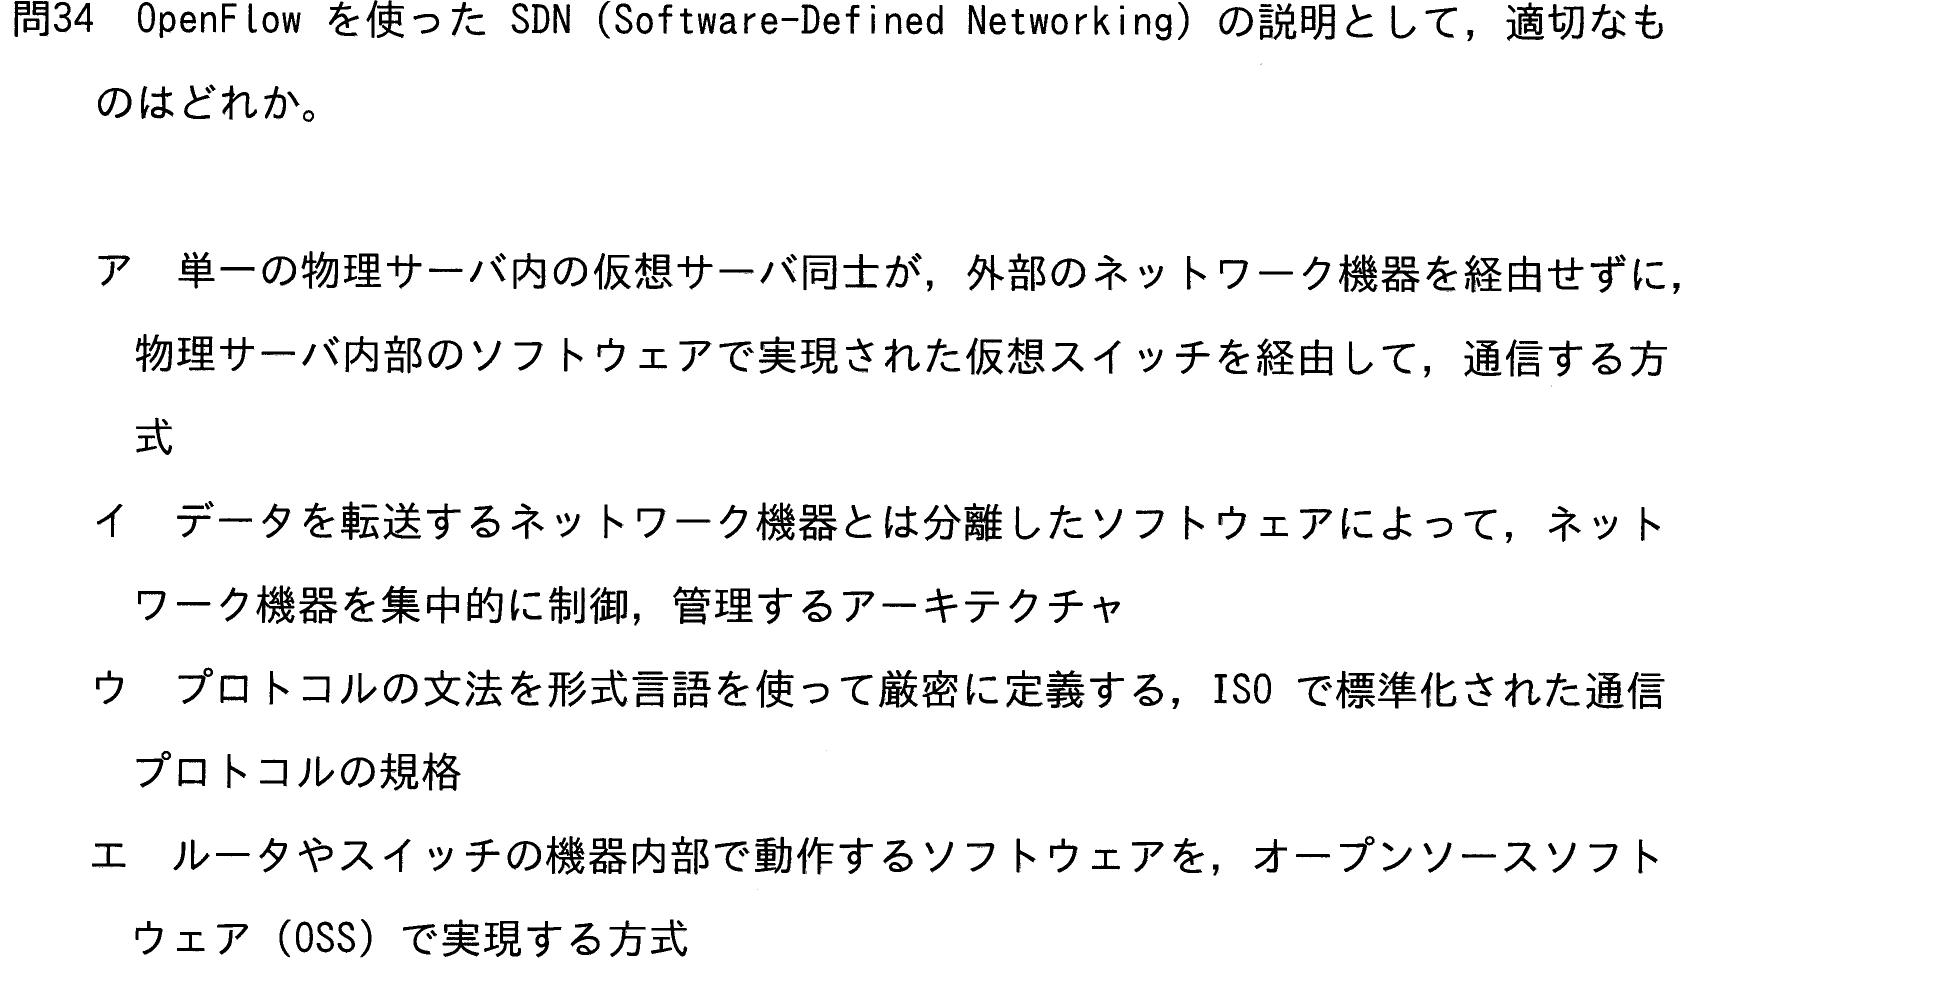 問34　OpenFlow を使った SDN（Software-Defined Networking）の説明として，適切なも
のはどれか。
ア　単一の物理サーバ内の仮想サーバ同士が，外部のネットワーク機器を経由せずに，
物理サーバ内部のソフトウェアで実現された仮想スイッチを経由して，通信する方
式
イ　データを転送するネットワーク機器とは分離したソフトウェアによって，ネット
ワーク機器を集中的に制御，管理するアーキテクチャ
ウ　プロトコルの文法を形式言語を使って厳密に定義する，ISO で標準化された通信
プロトコルの規格
エ　ルータやスイッチの機器内部で動作するソフトウェアを，オープンソースソフト
ウェア（OSS）で実現する方式